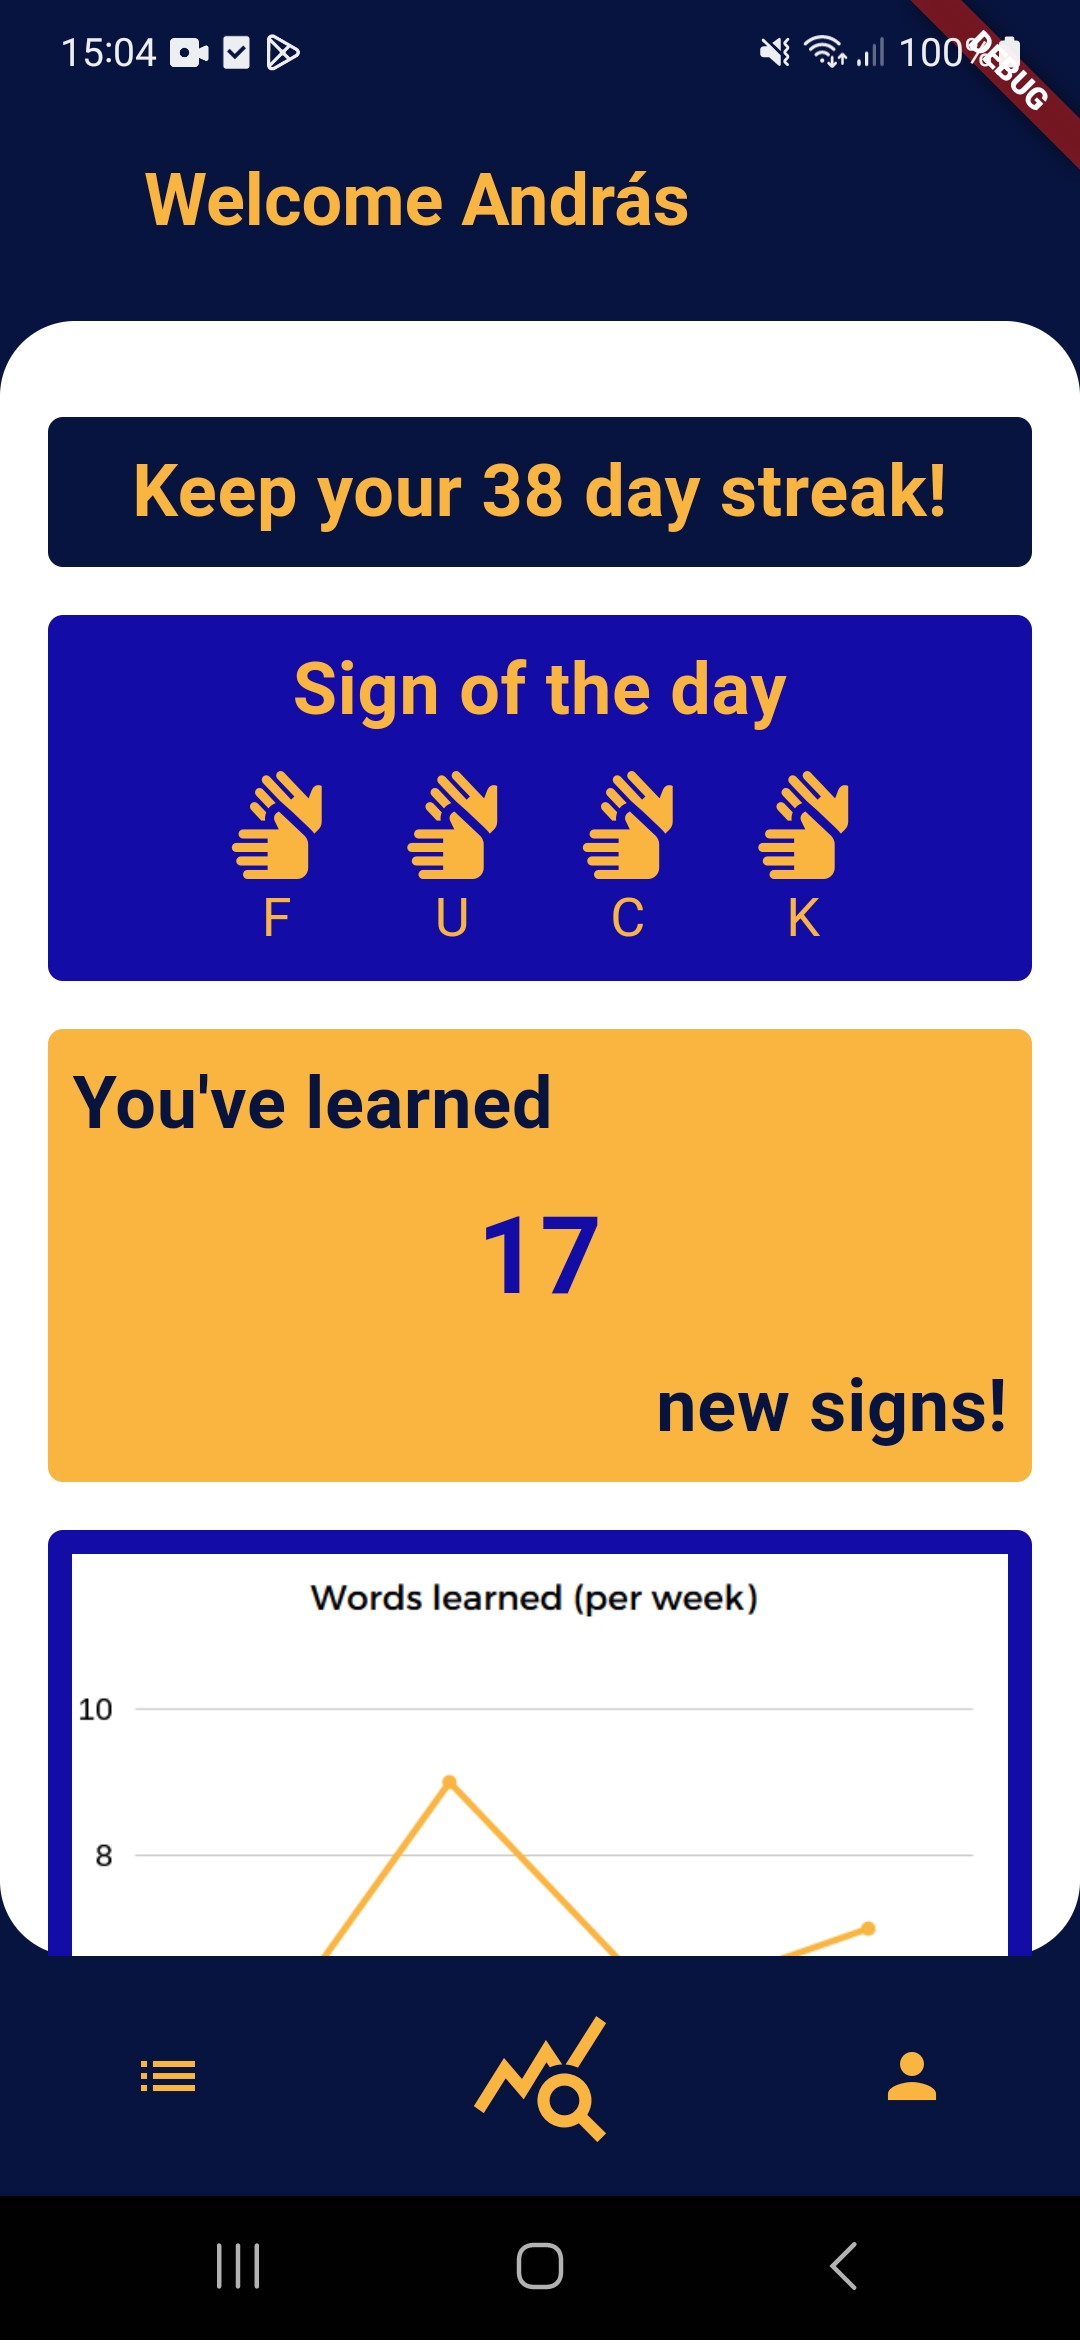 15:04
100%
DEBUG
Welcome András
Keep your 38 day streak!
Sign of the day
F U C K
You've learned
17
new signs!
Words learned (per week)
10
8